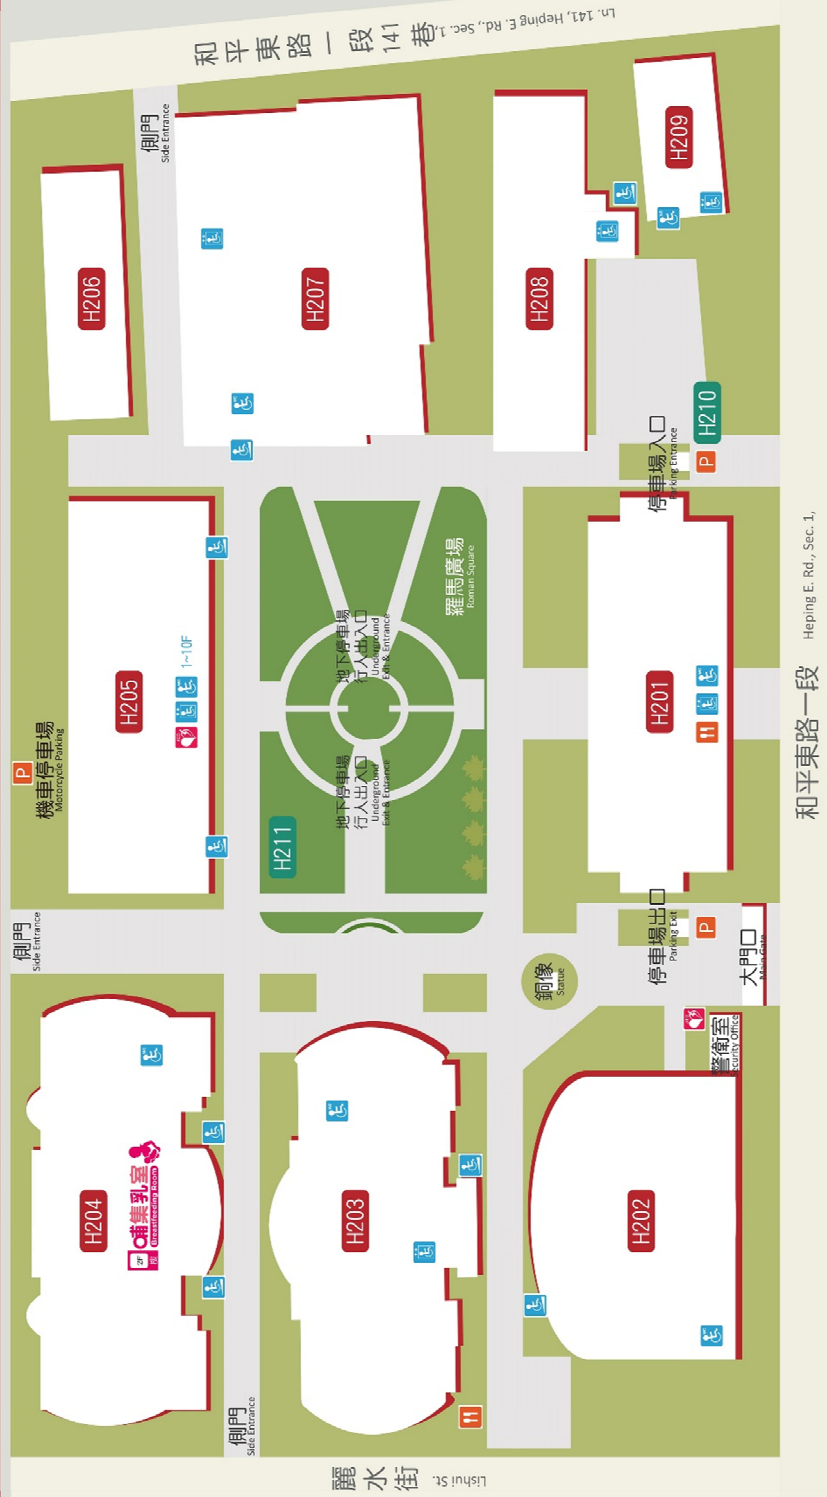 和平東路一段141巷
Ln. 141, Heping E. Rd., Sec. 1,
側門
Side Entrance
H206
H207
H208
H209
H210
停車場入口
Parking Entrance
P
H205
1~10F
P
機車停車場
Motorcycle Parking
羅馬廣場
Roman Square
地下停車場
行人出入口
Underground
Exit & Entrance
地下停車場
行人出入口
Underground
Exit & Entrance
H211
H201
和平東路一段
Heping E. Rd., Sec. 1,
側門
Side Entrance
銅像
Statue
停車場出口
Parking Exit
P
大門口
Main Gate
警衛室
Security Office
H204
2F
哺集乳室
Breastfeeding Room
H203
H202
側門
Side Entrance
麗水街
Lishui St.